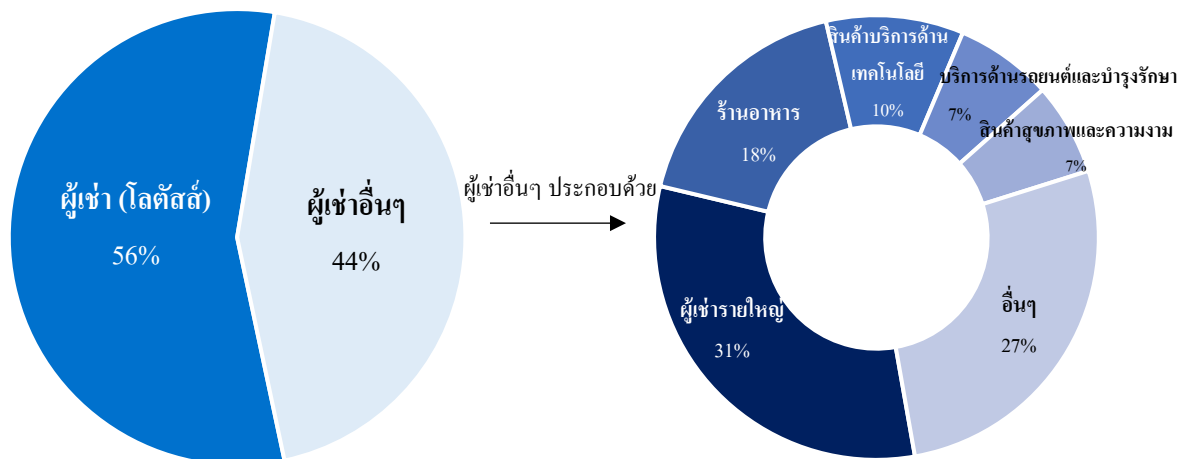 ผู้เช่า (โลตัสส์)
56%
ผู้เช่าอื่นๆ
44%
ผู้เช่าอื่นๆ ประกอบด้วย
สินค้าบริการด้าน
เทคโนโลยี
10%
บริการด้านรถยนต์และบำรุงรักษา
7%
สินค้าสุขภาพและความงาม
7%
ร้านอาหาร
18%
ผู้เช่ารายใหญ่
31%
อื่นๆ
27%